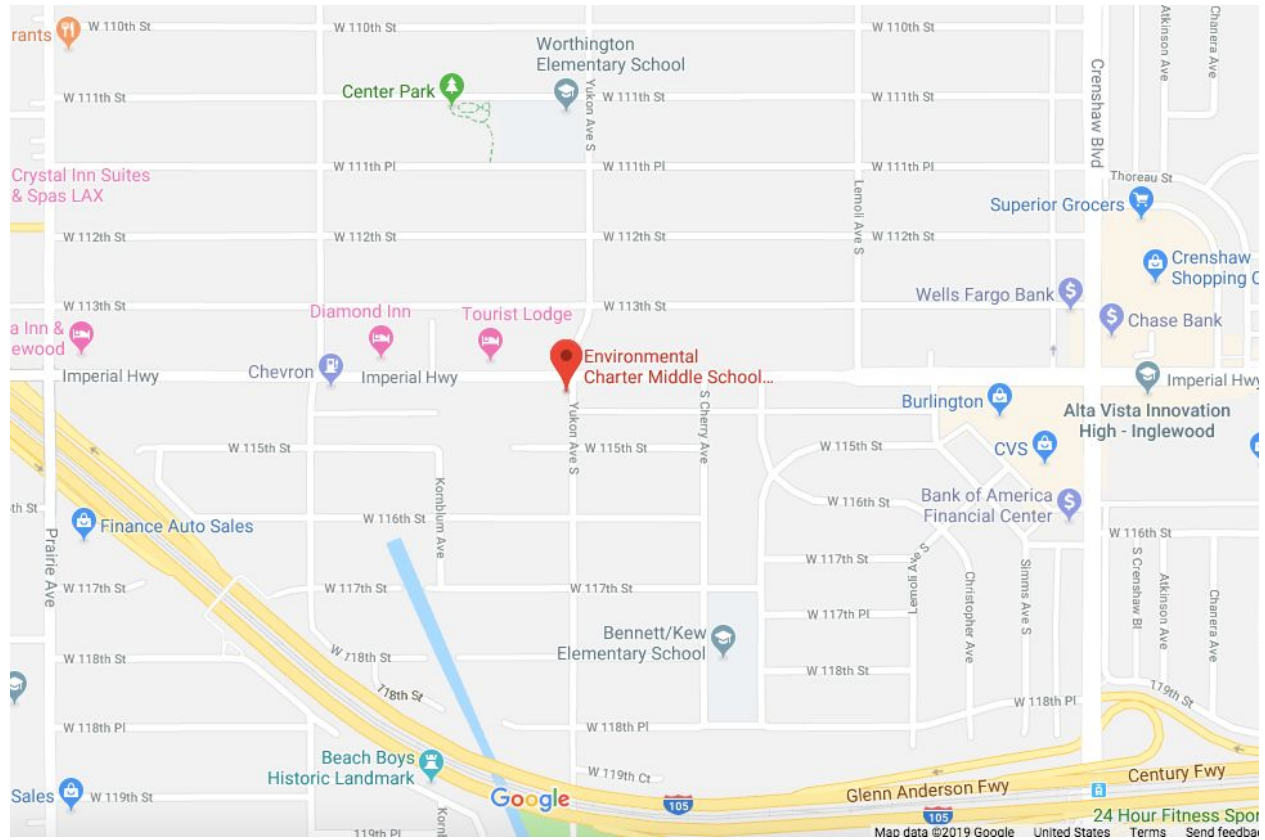 W 110th St
W 110th St
W 110th St
rants
Atkinson Ave
Chanera Ave
Worthington
Elementary School
Center Park
W 111th St
Yukon Ave S
W 111th St
W 111th St
Crenshaw Blvd
W 111th Pl
W 111th Pl
W 111th Pl
Crystal Inn Suites
& Spas LAX
Thoreau St
Lemoli Ave S
Superior Grocers
W 112th St
W 112th St
W 112th St
W 112th St
Crenshaw
Shopping C
W 113th St
W 113th St
Wells Fargo Bank
Diamond Inn
Tourist Lodge
Chase Bank
a Inn &
ewood
Environmental
Charter Middle School...
Imperial Hwy
Chevron
Imperial Hwy
Imperial Hwy
Burlington
Alta Vista Innovation
High - Inglewood
S Cherry Ave
Yukon Ave S
W 115th St
W 115th St
W 115th St
CVS
Kornblum Ave
th St
Finance Auto Sales
W 116th St
W 116th St
Bank of America
Financial Center
W 116th St
Prairie Ave
W 117th St
W 117th St
W 117th St
W 117th St
W 117th Pl
Lemoli Ave S
Christopher Ave
Simms Ave S
S Crenshaw Bl
Atkinson Ave
Chanera Ave
Bennett/Kew
Elementary School
W 118th St
W 118th St
W 118th St
118th St
W 118th Pl
W 118th Pl
W 118th Pl
119th St
Beach Boys
Historic Landmark
W 119th Ct
Sales
W 119th St
Google
105
Glenn Anderson Fwy
Century Fwy
105
24 Hour Fitness Spor
Korn
119th Pl
Map data ©2019 Google
United States
Terms
Send feedba